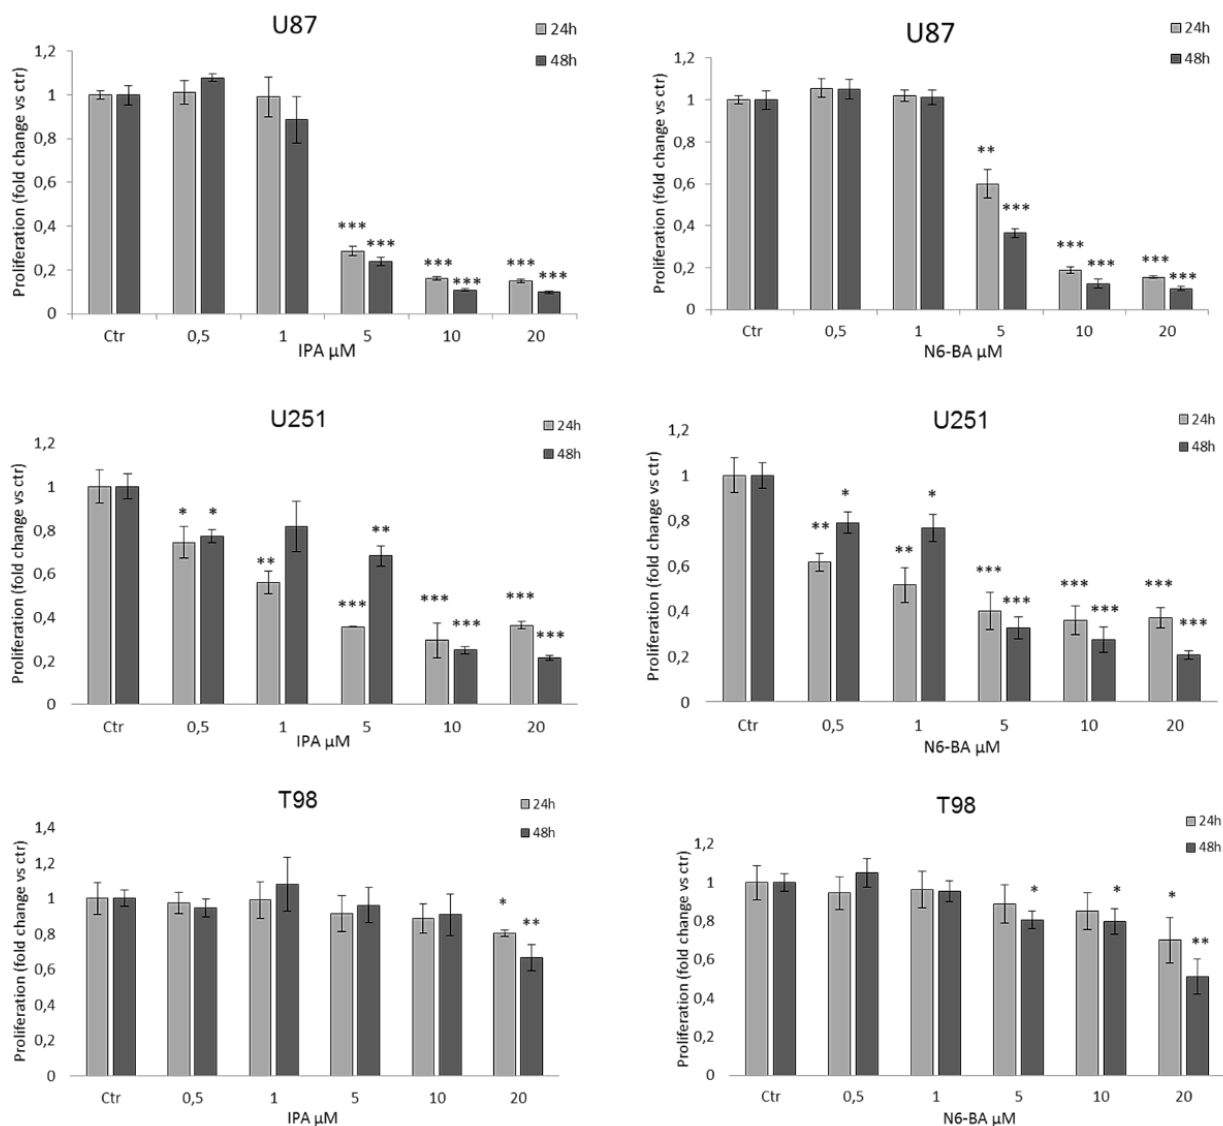 U87
24h
48h
Proliferation (fold change vs ctr)
1,2
1
0,8
0,6
0,4
0,2
0
*** *** *** *** *** ***
Ctr 0,5 1 5 10 20
IPA µM
U87
24h
48h
Proliferation (fold change vs ctr)
1,2
1
0,8
0,6
0,4
0,2
0
** *** *** *** *** ***
Ctr 0,5 1 5 10 20
N6-BA µM
U251
24h
48h
Proliferation (fold change vs ctr)
1,2
1
0,8
0,6
0,4
0,2
0
* * ** *** ** *** *** *** ***
Ctr 0,5 1 5 10 20
IPA µM
U251
24h
48h
Proliferation (fold change vs ctr)
1,2
1
0,8
0,6
0,4
0,2
0
** * ** * *** *** *** *** *** ***
Ctr 0,5 1 5 10 20
N6-BA µM
T98
24h
48h
Proliferation (fold change vs ctr)
1,4
1,2
1
0,8
0,6
0,4
0,2
0
* **
Ctr 0,5 1 5 10 20
IPA µM
T98
24h
48h
Proliferation (fold change vs ctr)
1,2
1
0,8
0,6
0,4
0,2
0
* * * **
Ctr 0,5 1 5 10 20
N6-BA µM